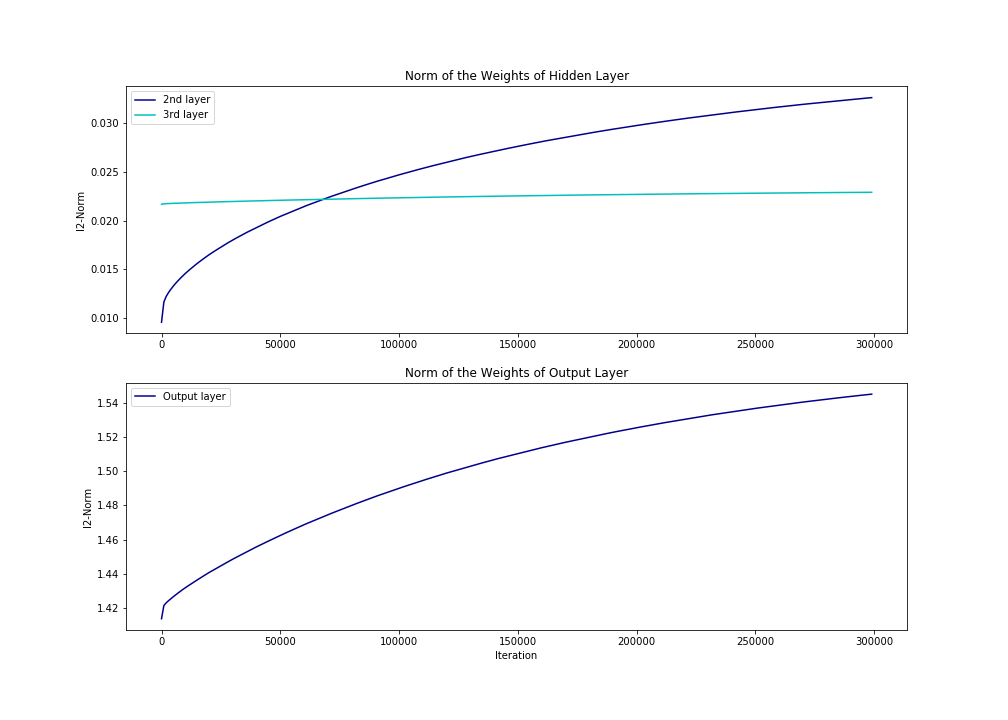 Norm of the Weights of Hidden Layer
2nd layer
3rd layer
0.030
0.025
0.020
0.015
0.010
l2-Norm
0 50000 100000 150000 200000 250000 300000
Norm of the Weights of Output Layer
Output layer
1.54
1.52
1.50
1.48
1.46
1.44
1.42
l2-Norm
0 50000 100000 150000 200000 250000 300000
Iteration